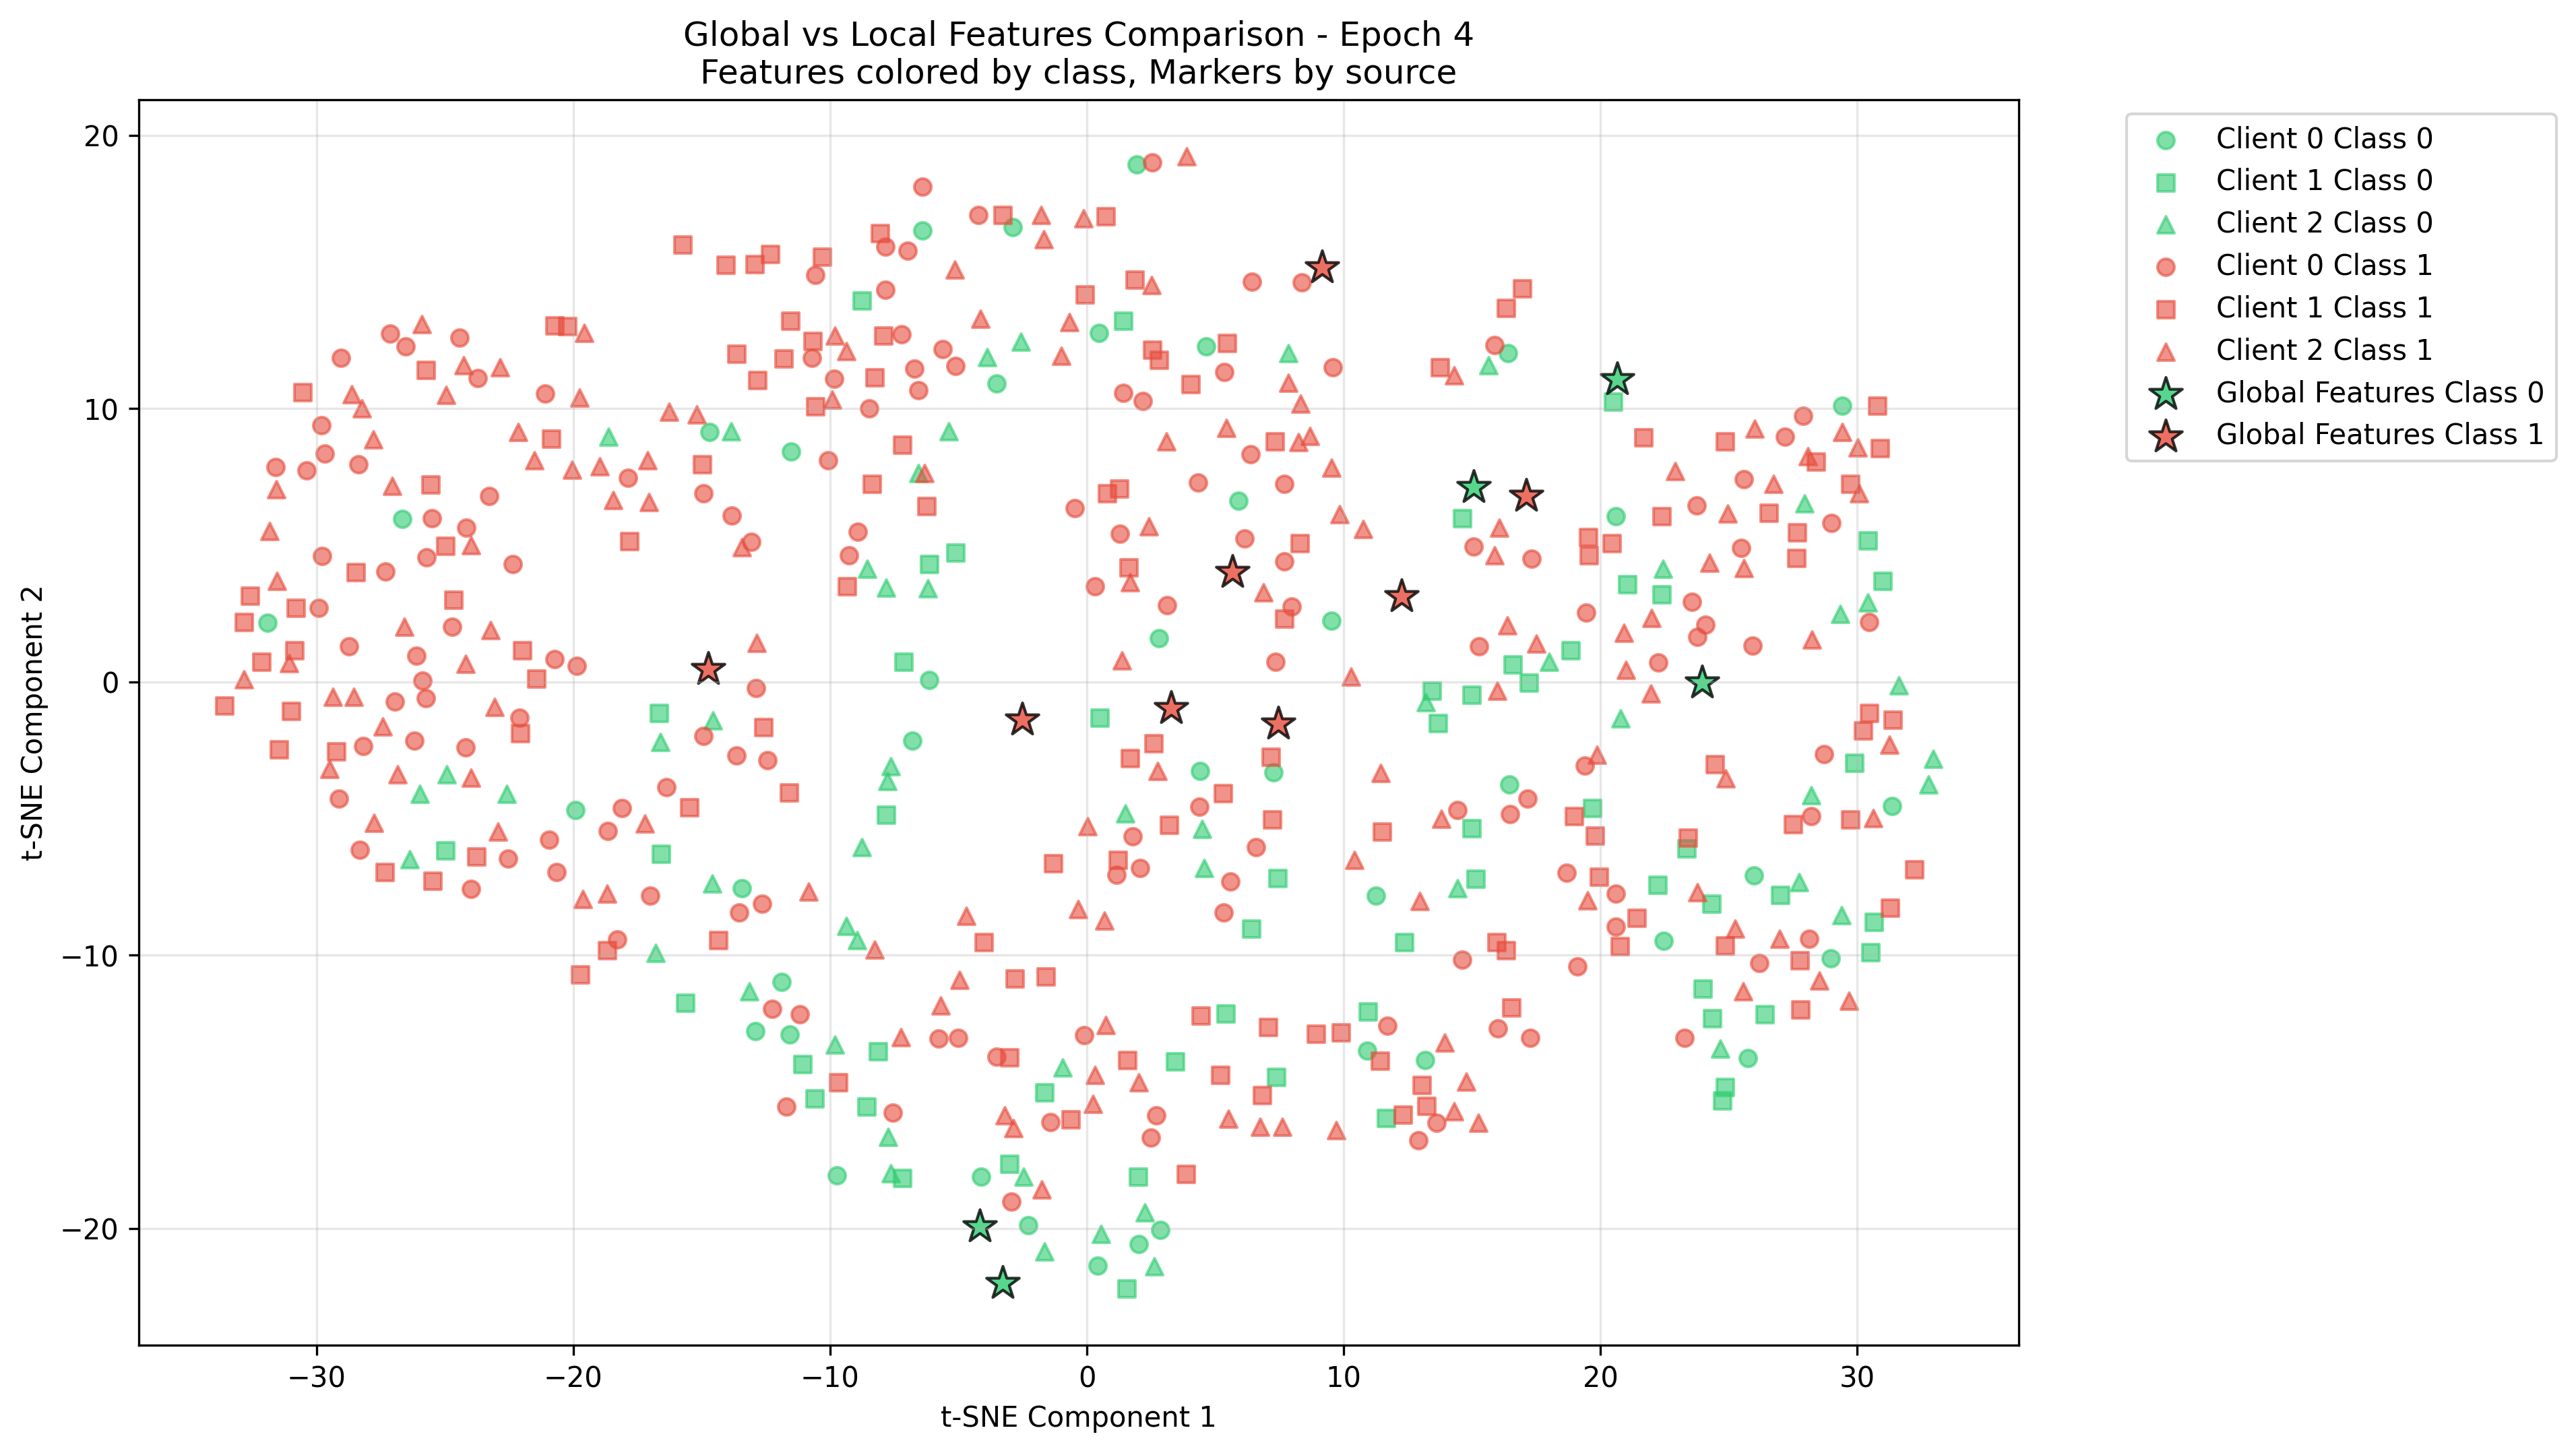 Global vs Local Features Comparison - Epoch 4
Features colored by class, Markers by source
Client 0 Class 0
Client 1 Class 0
Client 2 Class 0
Client 0 Class 1
Client 1 Class 1
Client 2 Class 1
Global Features Class 0
Global Features Class 1
t-SNE Component 2
20
10
0
−10
−20
−30
−20
−10
0
10
20
30
t-SNE Component 1